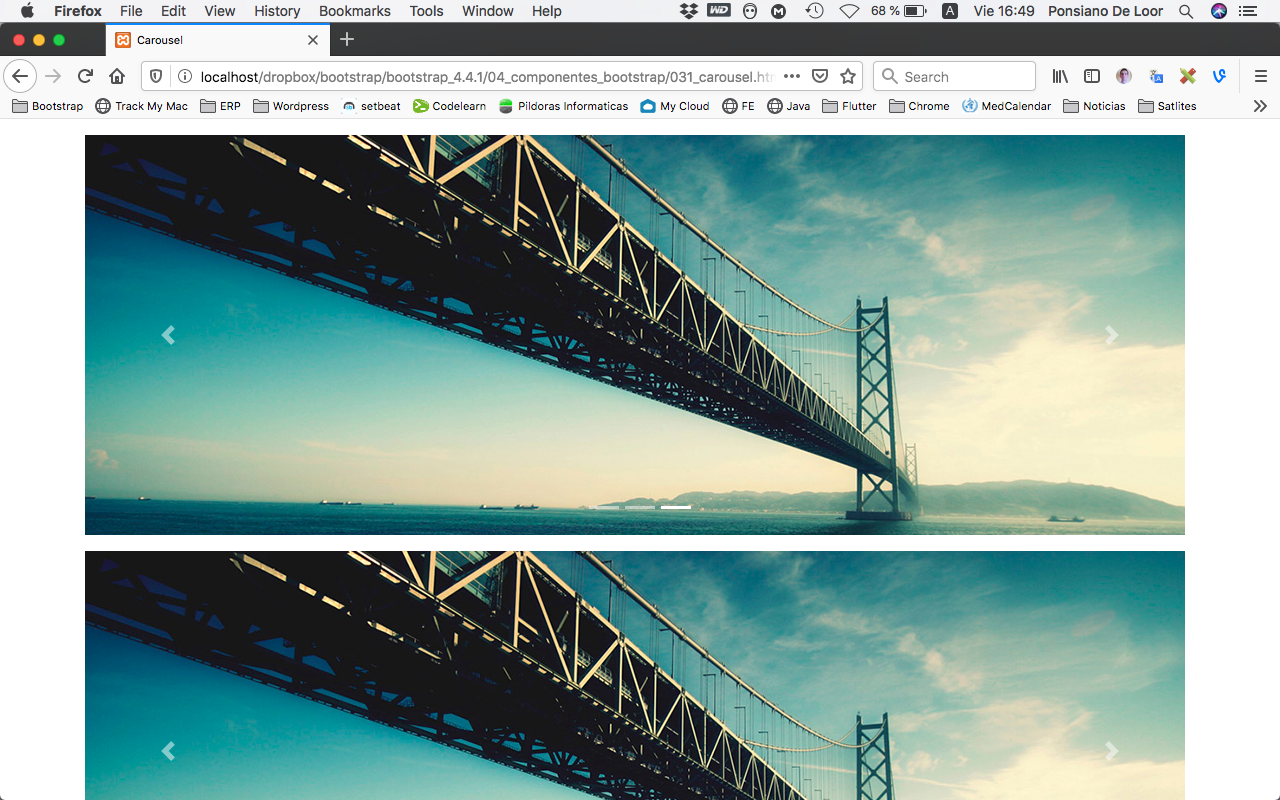 Firefox File Edit View History Bookmarks Tools Window Help WD 68 % A Vie 16:49 Ponsiano De Loor
Carousel
localhost/dropbox/bootstrap/bootstrap_4.4.1/04_componentes_bootstrap/031_carousel.htm
Search
Bootstrap Track My Mac ERP Wordpress setbeat Codelearn Pildoras Informaticas My Cloud FE Java Flutter Chrome MedCalendar Noticias Satlites